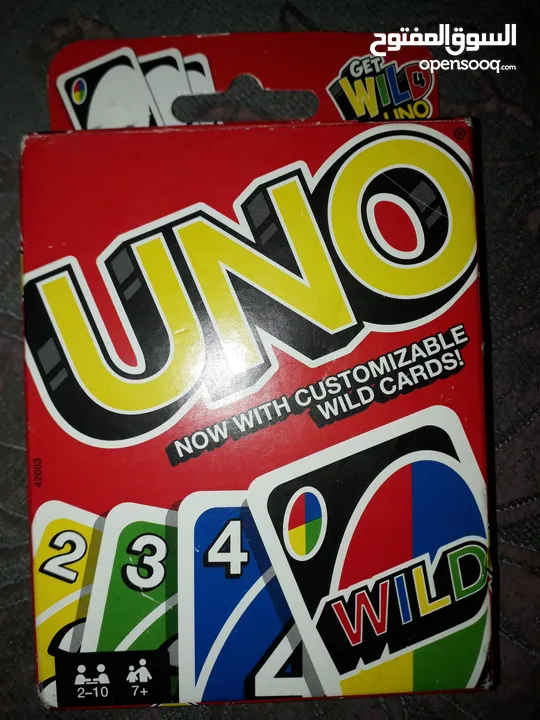 السوق المفتوح
opensooq.com
GET
WILD 4
UNO
UNO
®
NOW WITH CUSTOMIZABLE
WILD CARDS!
42003
2
3
4
WILD
2-10
7+